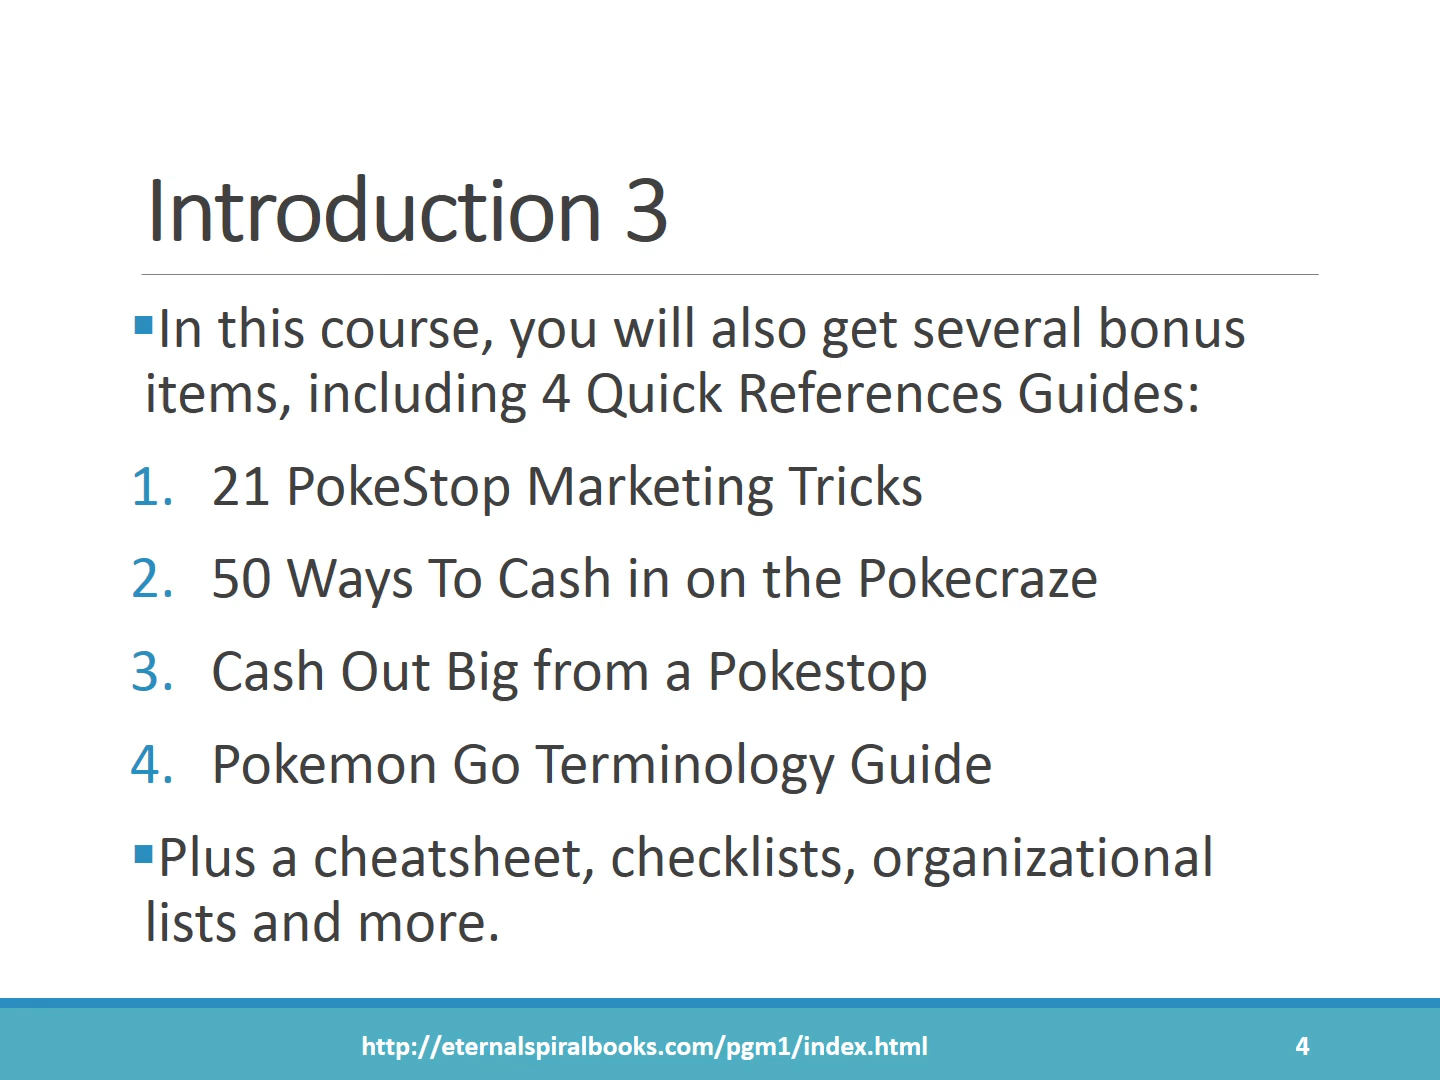 Introduction 3
▪In this course, you will also get several bonus
items, including 4 Quick References Guides:
1. 21 PokeStop Marketing Tricks
2. 50 Ways To Cash in on the Pokecraze
3. Cash Out Big from a Pokestop
4. Pokemon Go Terminology Guide
▪Plus a cheatsheet, checklists, organizational
lists and more.
http://eternalspiralbooks.com/pgm1/index.html 4